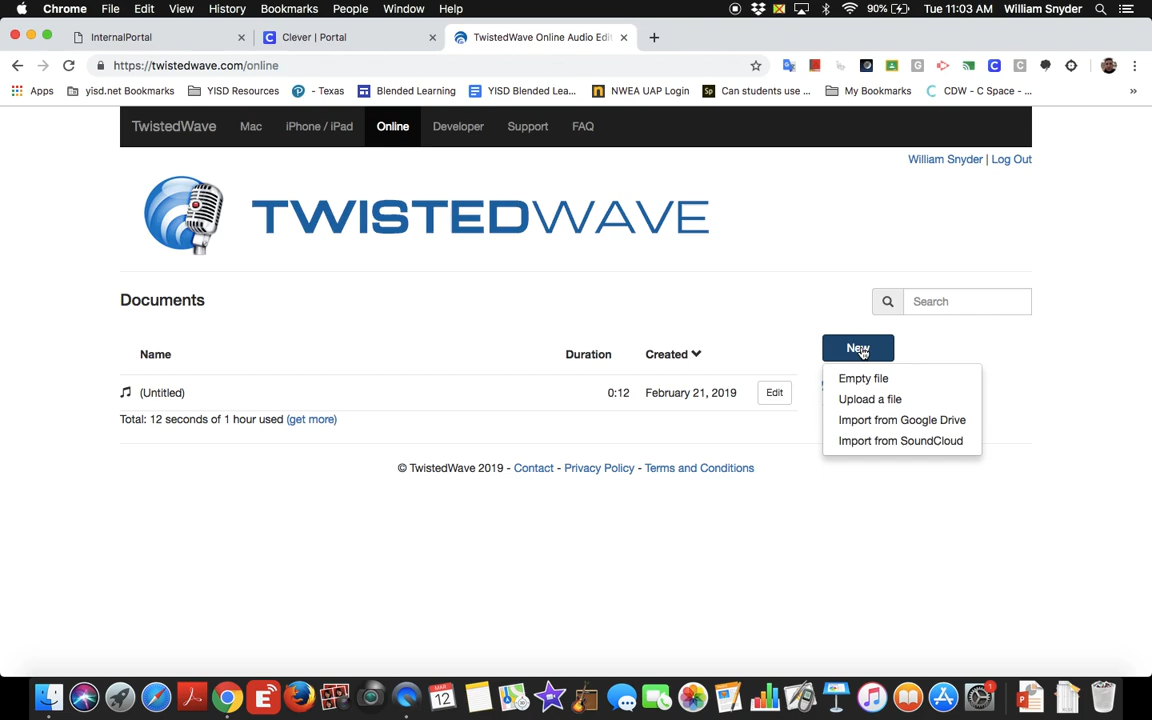 Chrome File Edit View History Bookmarks People Window Help 90% Tue 11:03 AM William Snyder
InternalPortal Clever | Portal TwistedWave Online Audio Edit
https://twistedwave.com/online
Apps yisd.net Bookmarks YISD Resources - Texas Blended Learning YISD Blended Lea... NWEA UAP Login Can students use ... My Bookmarks CDW - C Space - ... »
TwistedWave Mac iPhone / iPad Online Developer Support FAQ
William Snyder | Log Out
TWISTEDWAVE
Documents Search
Name Duration Created New
Empty file
(Untitled) 0:12 February 21, 2019 Edit
Upload a file
Total: 12 seconds of 1 hour used (get more) Import from Google Drive
Import from SoundCloud
© TwistedWave 2019 - Contact - Privacy Policy - Terms and Conditions